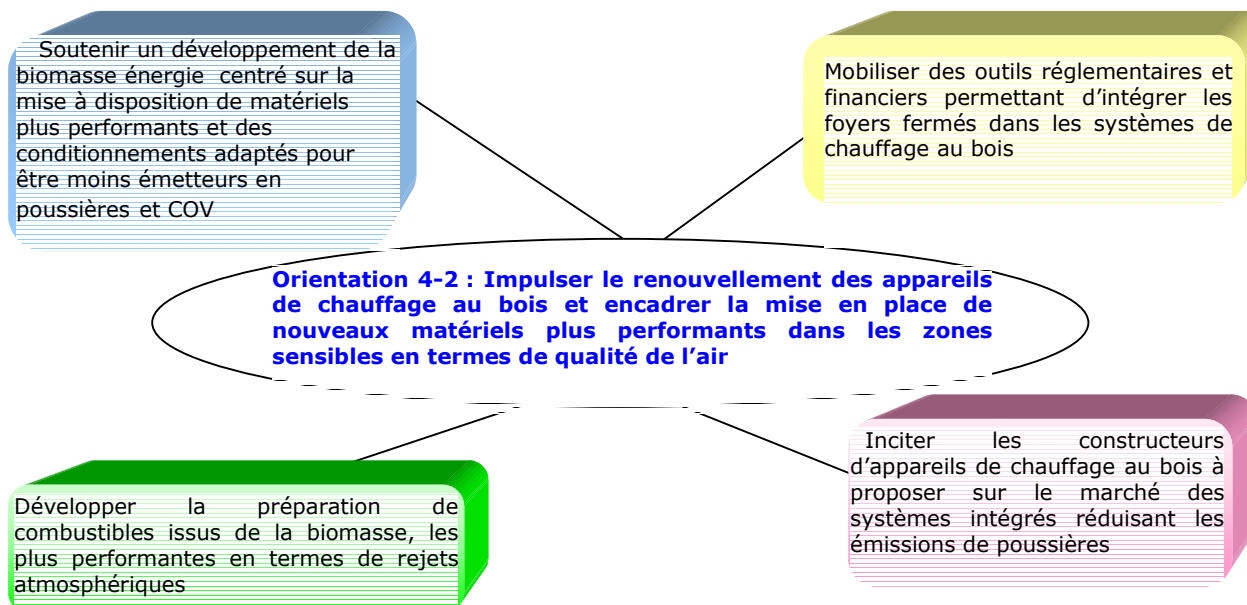 Soutenir un développement de la
biomasse énergie centré sur la
mise à disposition de matériels
plus performants et des
conditionnements adaptés pour
être moins émetteurs en
poussières et COV
Mobiliser des outils réglementaires et
financiers permettant d’intégrer les
foyers fermés dans les systèmes de
chauffage au bois
Orientation 4-2 : Impulser le renouvellement des appareils
de chauffage au bois et encadrer la mise en place de
nouveaux matériels plus performants dans les zones
sensibles en termes de qualité de l’air
Développer la préparation de
combustibles issus de la biomasse, les
plus performantes en termes de rejets
atmosphériques
Inciter les constructeurs
d’appareils de chauffage au bois à
proposer sur le marché des
systèmes intégrés réduisant les
émissions de poussières